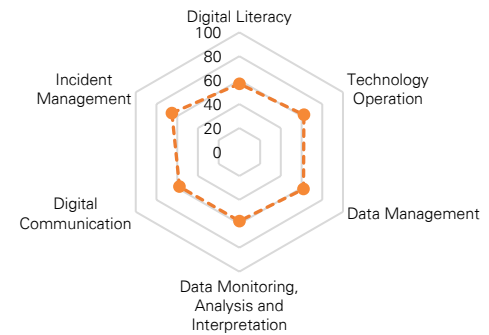 Digital Literacy
100
80
60
40
20
0
Technology
Operation
Data Management
Data Monitoring,
Analysis and
Interpretation
Digital
Communication
Incident
Management